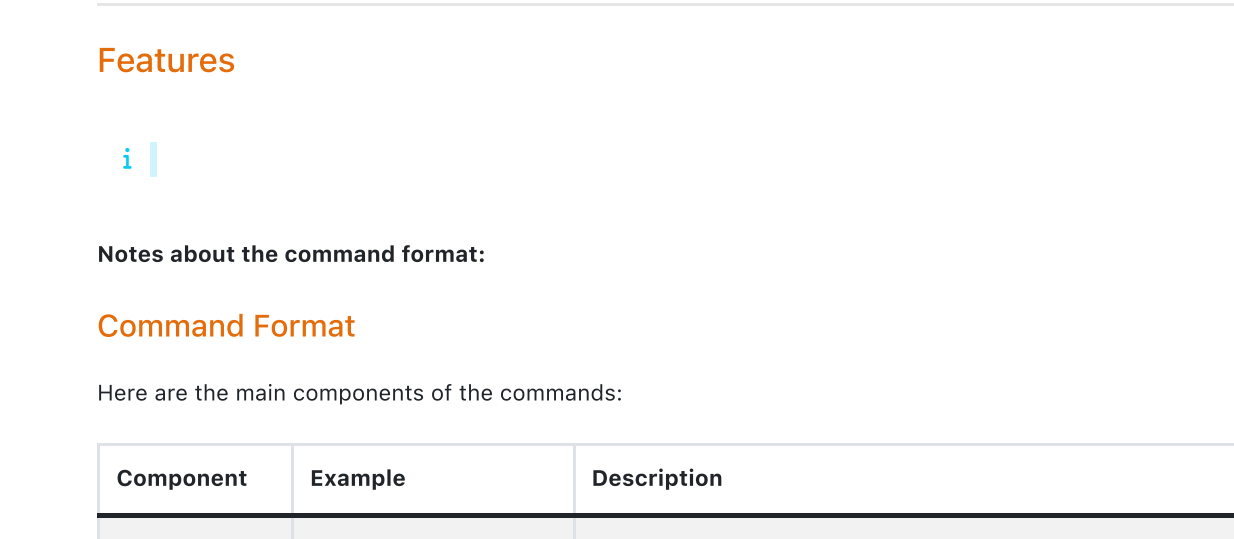 Features
i
Notes about the command format:
Command Format
Here are the main components of the commands:
Component Example Description